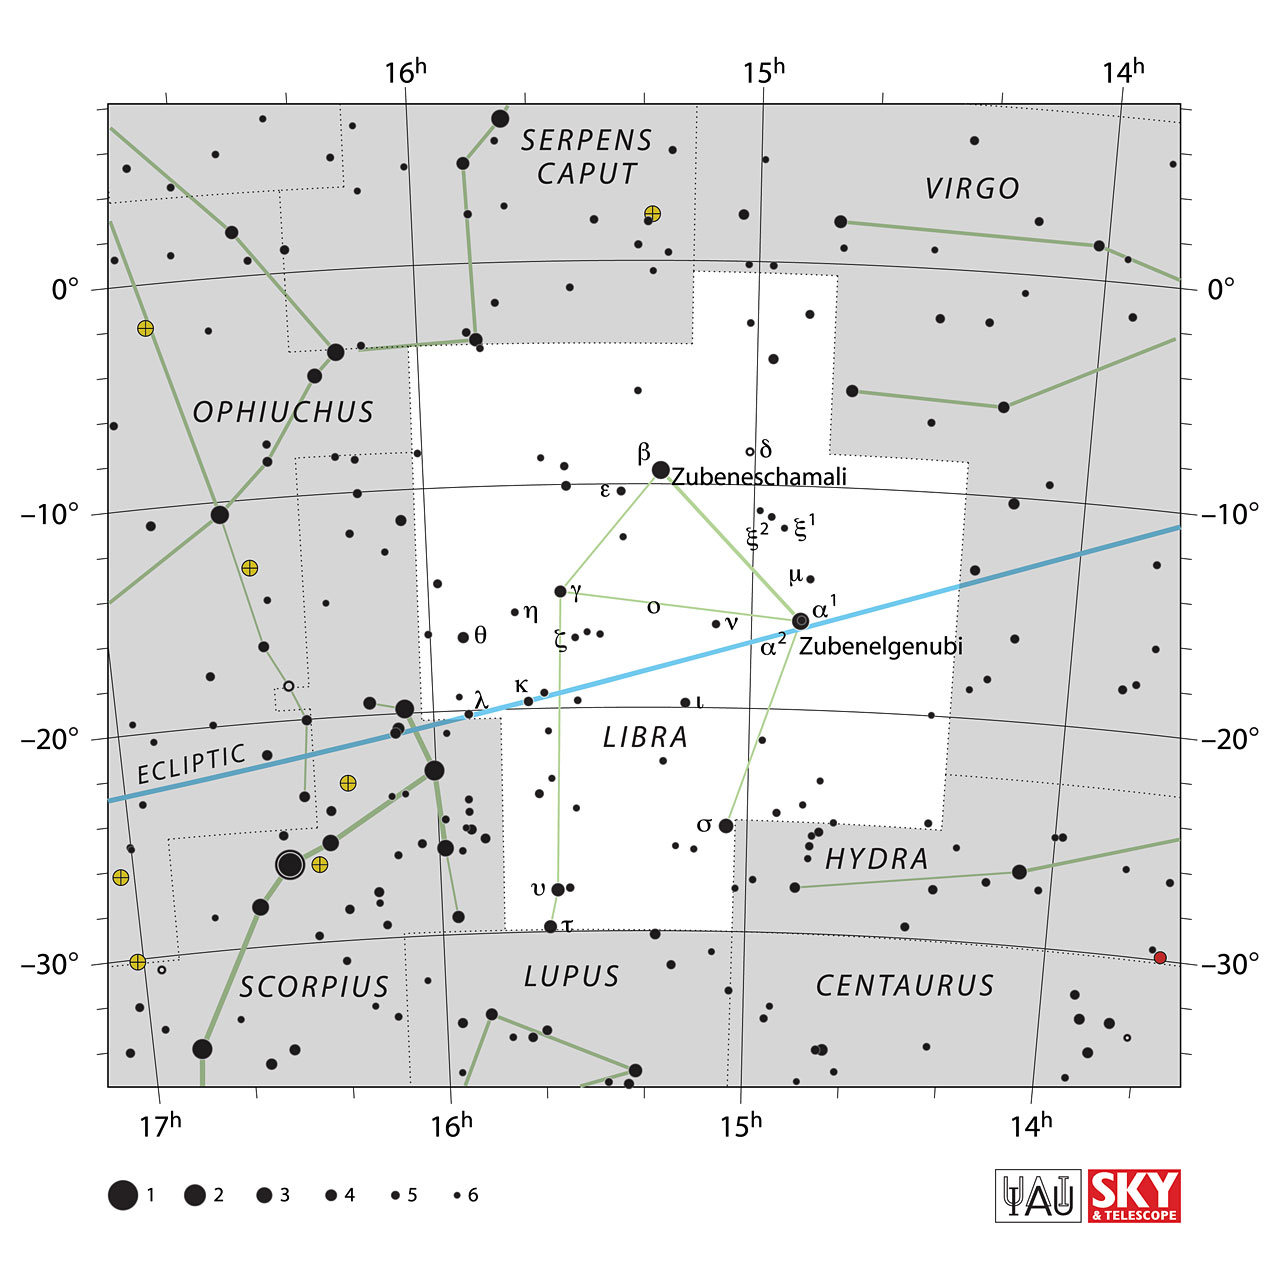 16ʰ 15ʰ 14ʰ
SERPENS
CAPUT
VIRGO
0° 0°
OPHIUCHUS
β δ
Zubeneschamali
ε
–10° –10°
ξ² ξ¹
μ
γ ο α¹
η ν
θ ζ α² Zubenelgenubi
κ
λ ι
–20° LIBRA –20°
ECLIPTIC
σ
HYDRA
υ
τ
–30° –30°
SCORPIUS LUPUS CENTAURUS
17ʰ 16ʰ 15ʰ 14ʰ
1 2 3 4 5 6
IAU
SKY
& TELESCOPE